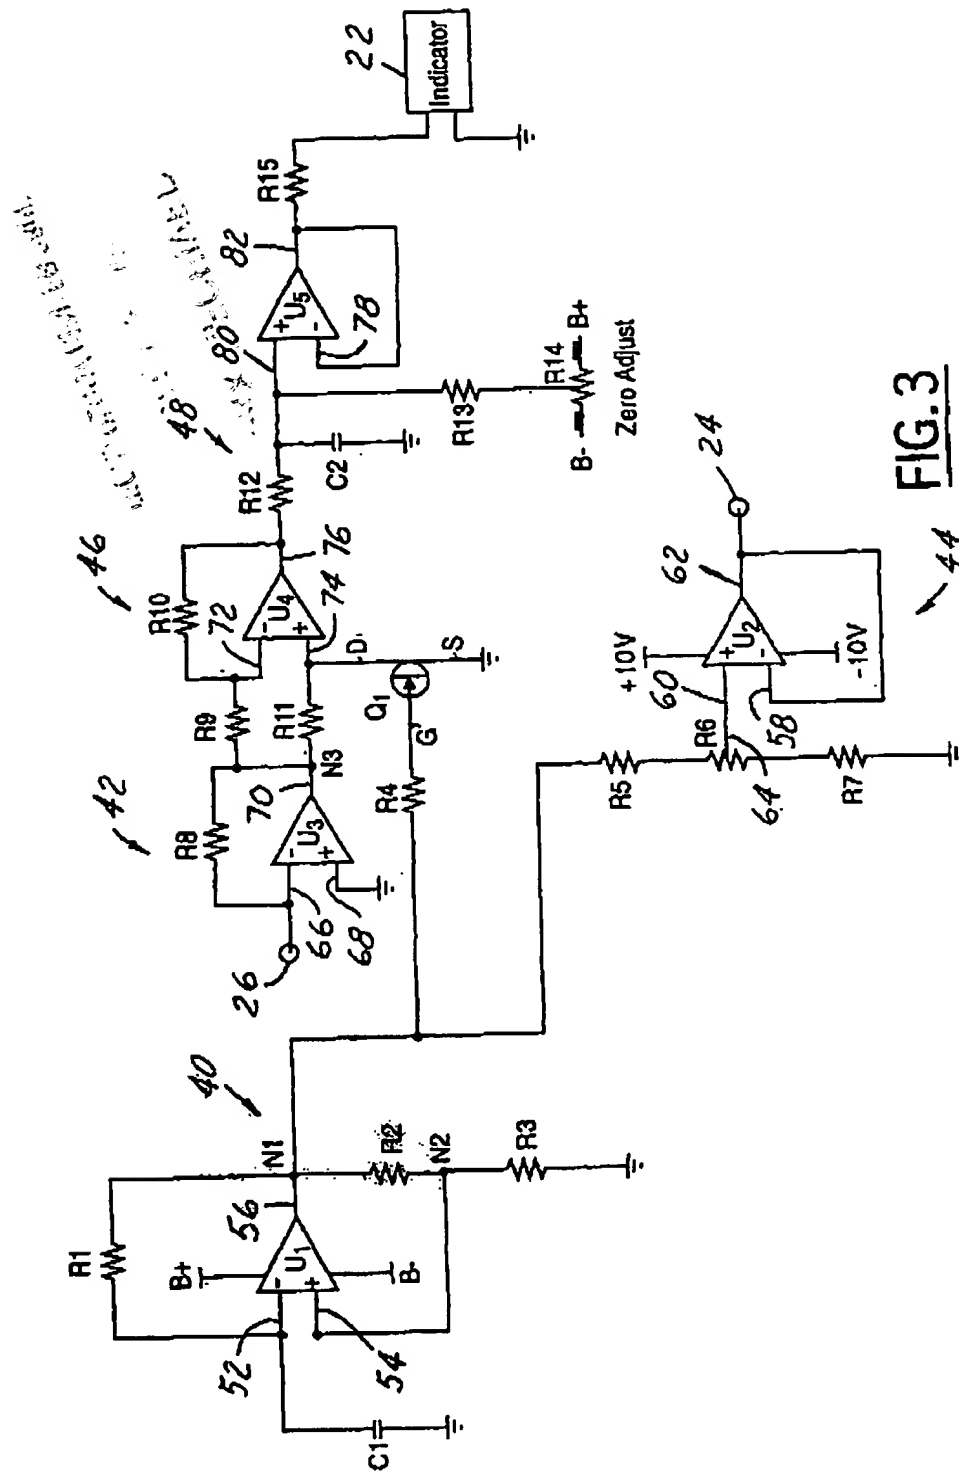 R1
B+
52
U1
-
+
54
B-
56
C1
N1
R2
N2
R3
40
26
66
68
R8
42
-
U3
+
70
N3
R9
R11
R4
G
Q1
D
S
R10
46
72
-
U4
+
74
76
R12
48
C2
80
+
U5
-
78
82
R13
B-
R14
B+
Zero Adjust
R15
22
Indicator
R5
R6
64
R7
60
58
+10V
+
U2
-
-10V
62
24
44
FIG.3